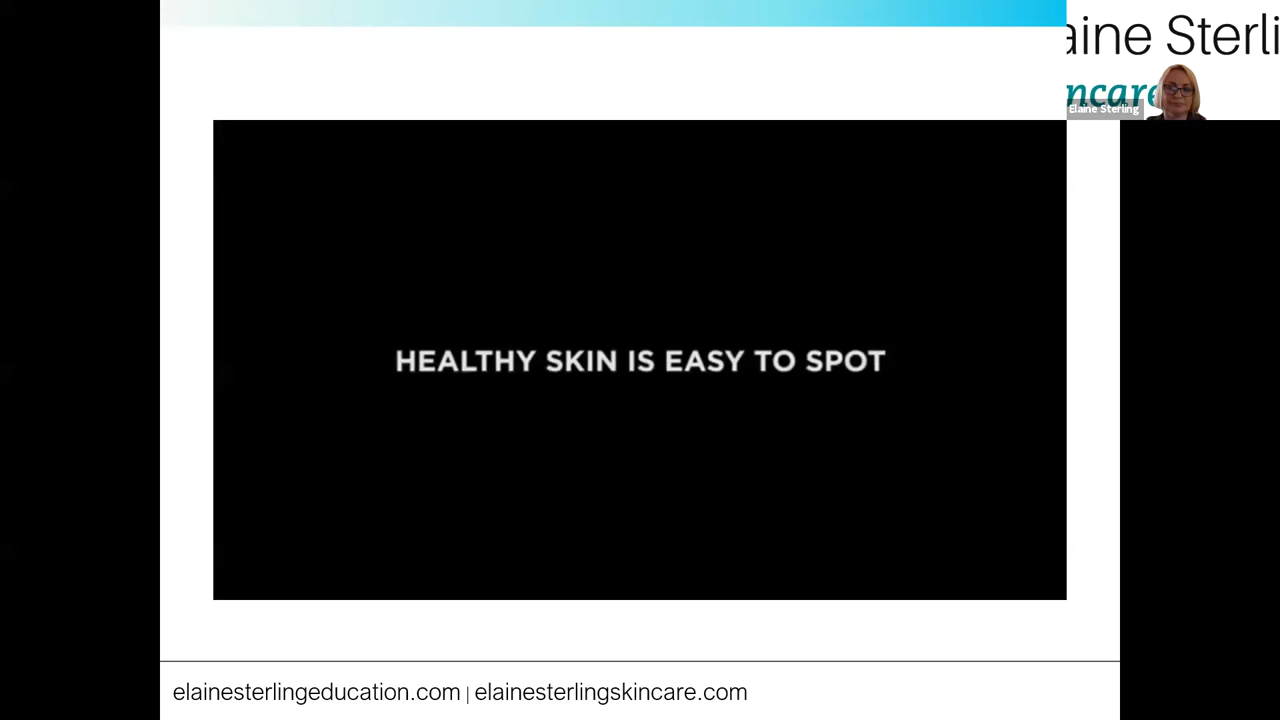 aine Sterli
ncare
Elaine Sterling
HEALTHY SKIN IS EASY TO SPOT
elainesterlingeducation.com | elainesterlingskincare.com